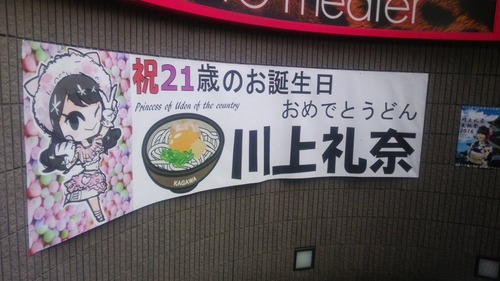 Theater
祝21歳のお誕生日
Princess of Udon of the country
おめでとうどん
川上礼奈
KAGAWA